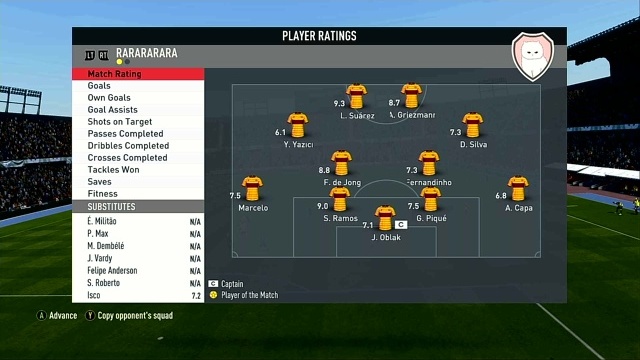 PLAYER RATINGS
LT RT RARARARARA
Match Rating
Goals
Own Goals
Goal Assists
Shots on Target
Passes Completed
Dribbles Completed
Crosses Completed
Tackles Won
Saves
Fitness
SUBSTITUTES
É. Militão N/A
P. Max N/A
M. Dembélé N/A
J. Vardy N/A
Felipe Anderson N/A
S. Roberto N/A
Isco 7.2
9.3 L. Suárez
8.7 A. Griezmann
6.1 Y. Yazici
7.3 D. Silva
8.8 F. de Jong
7.3 Fernandinho
7.5 Marcelo
9.0 S. Ramos
7.5 G. Piqué
6.8 A. Capa
7.1 C
J. Oblak
C Captain
Player of the Match
A Advance Y Copy opponent's squad